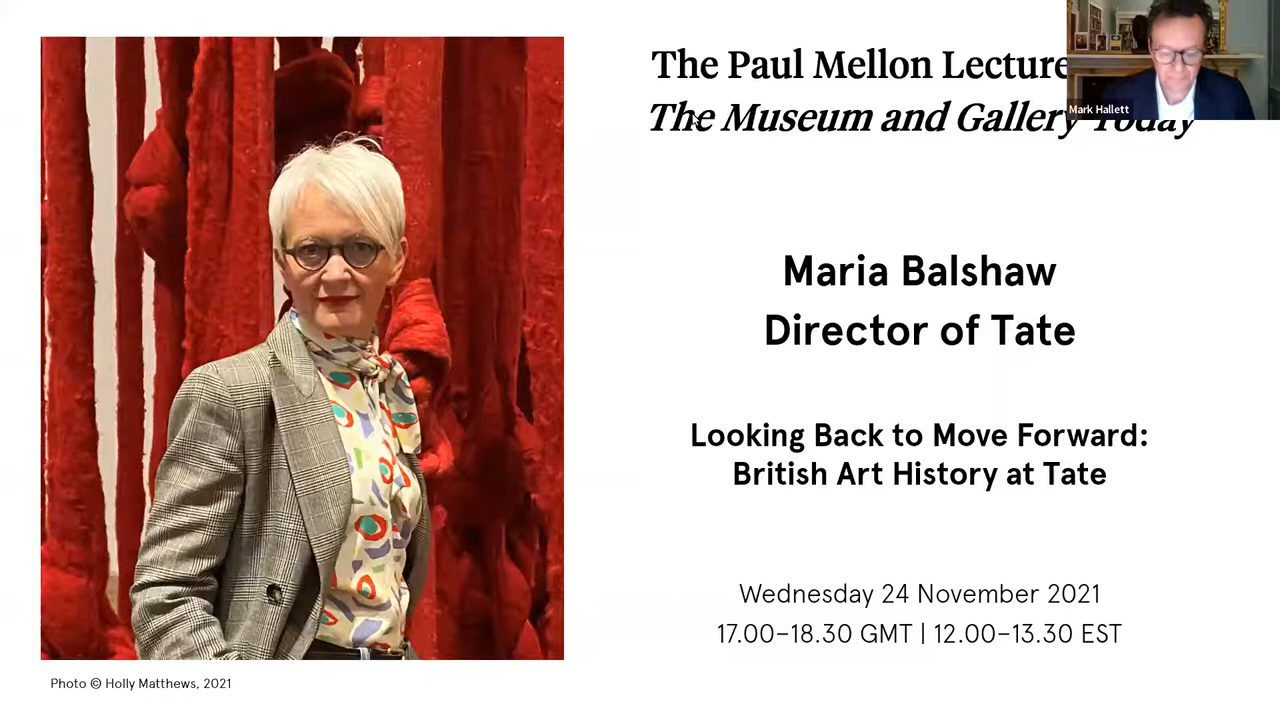 The Paul Mellon Lecture
The Museum and Gallery Today
Mark Hallett
Maria Balshaw
Director of Tate
Looking Back to Move Forward:
British Art History at Tate
Wednesday 24 November 2021
17.00–18.30 GMT | 12.00–13.30 EST
Photo © Holly Matthews, 2021